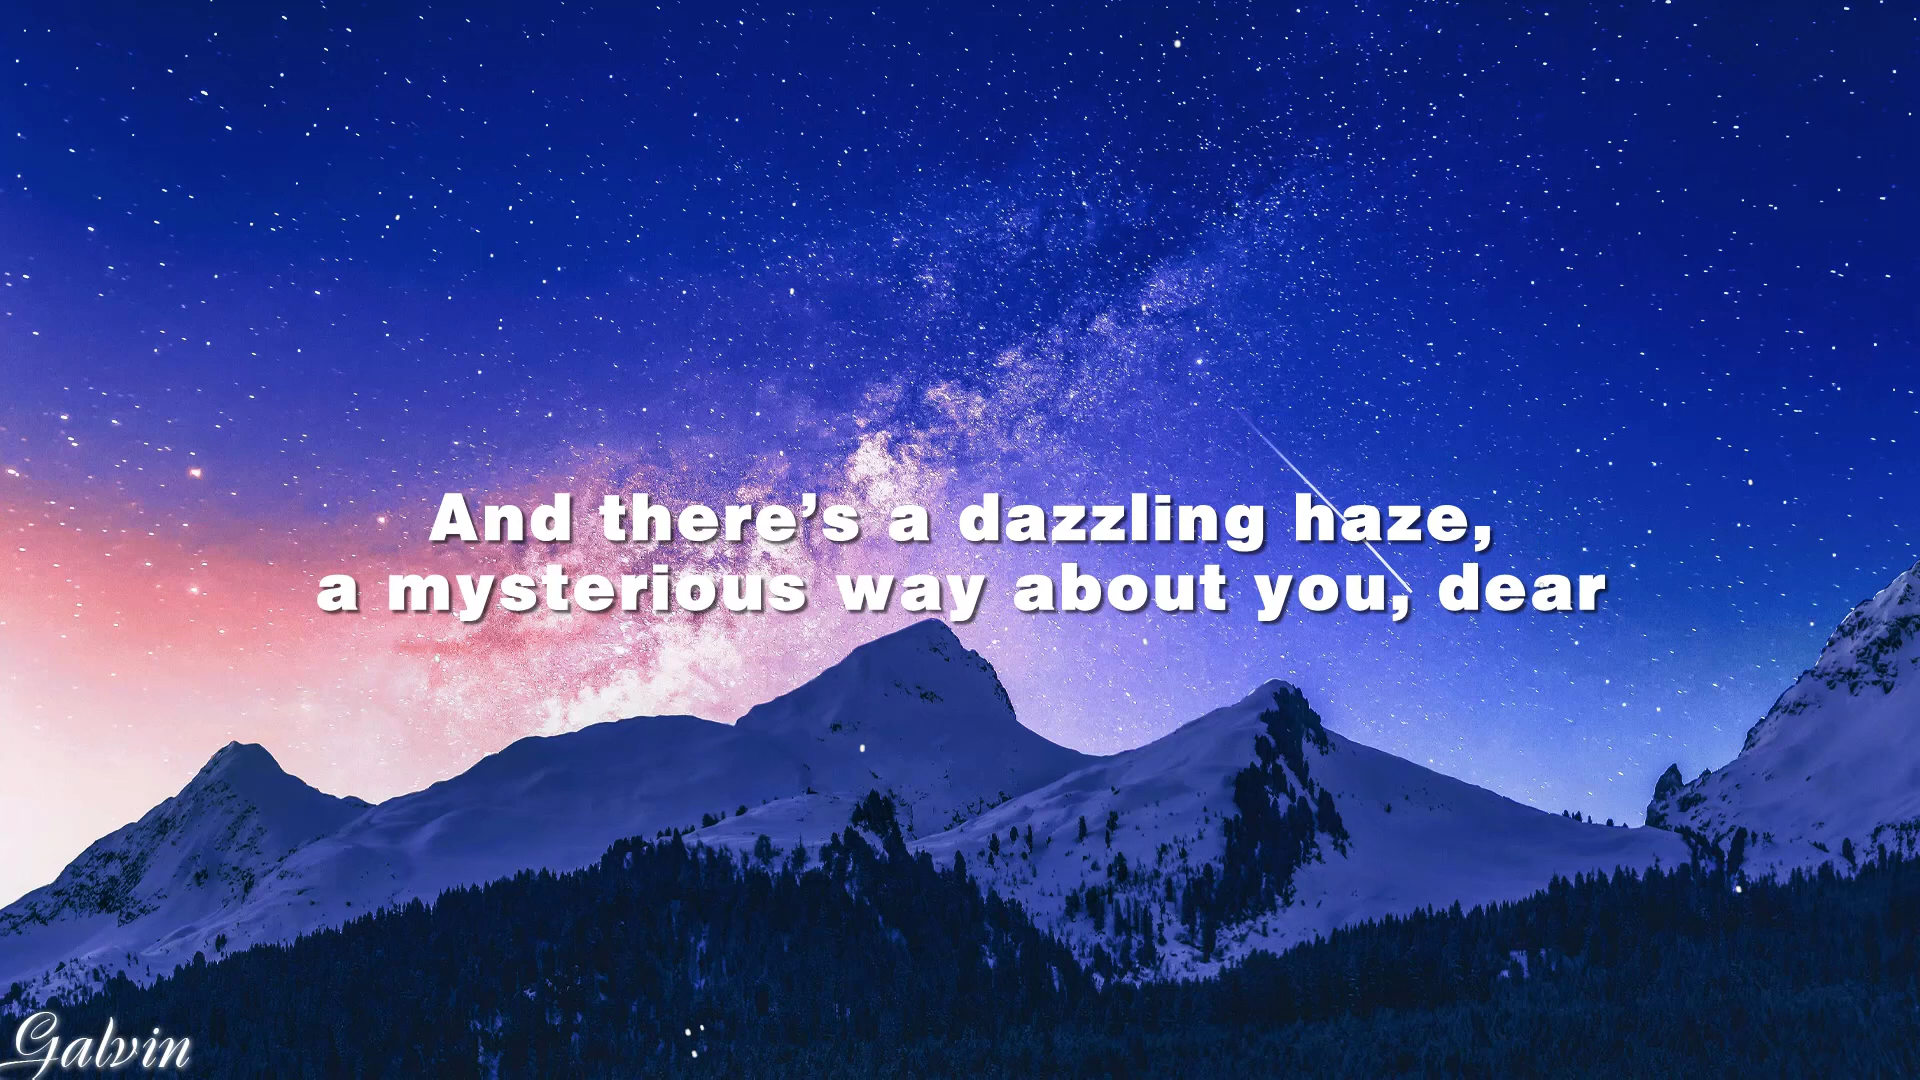 And there’s a dazzling haze,
a mysterious way about you, dear
Galvin